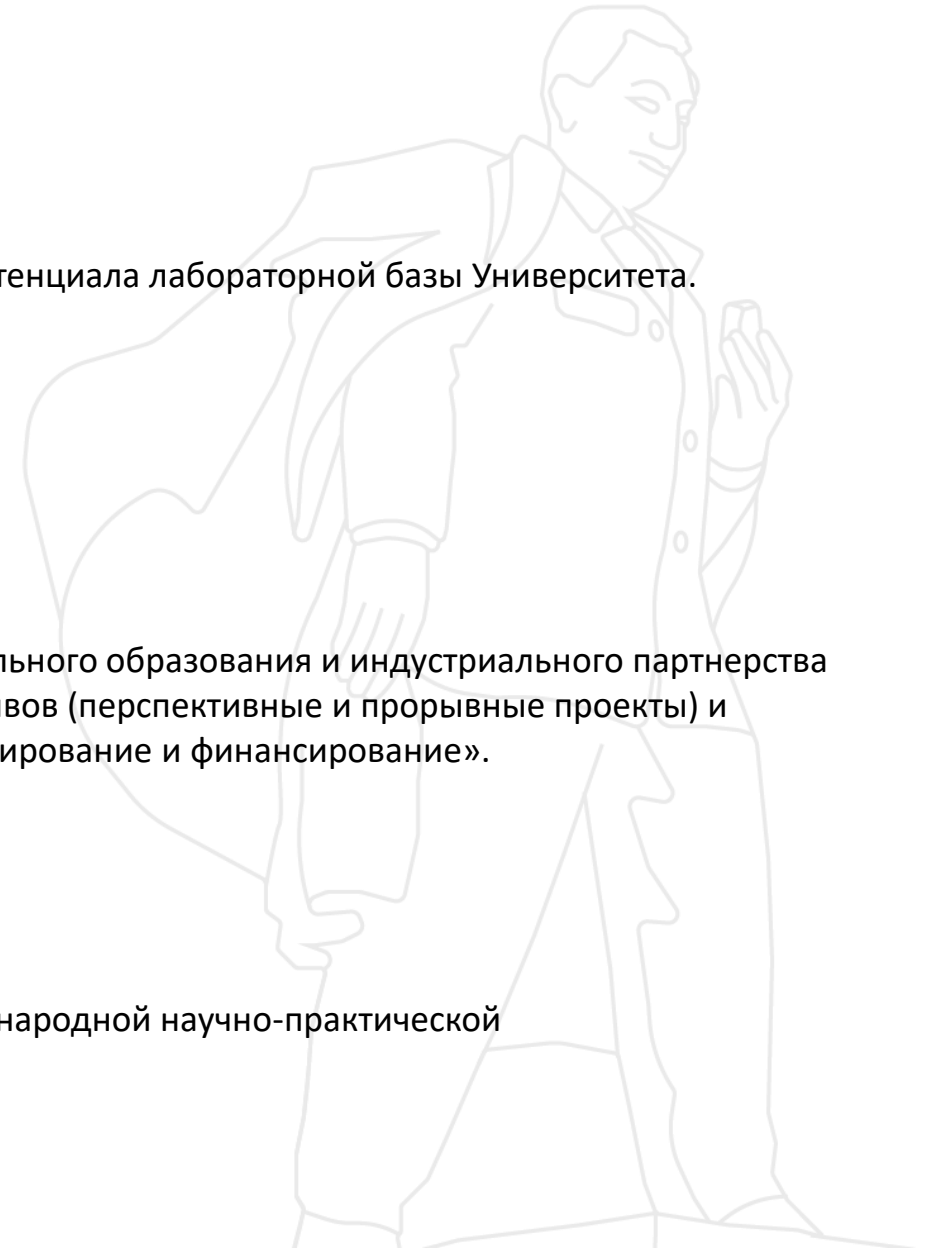 тенциала лабораторной базы Университета.
льного образования и индустриального партнерства
ивов (перспективные и прорывные проекты) и
ирование и финансирование».
народной научно-практической